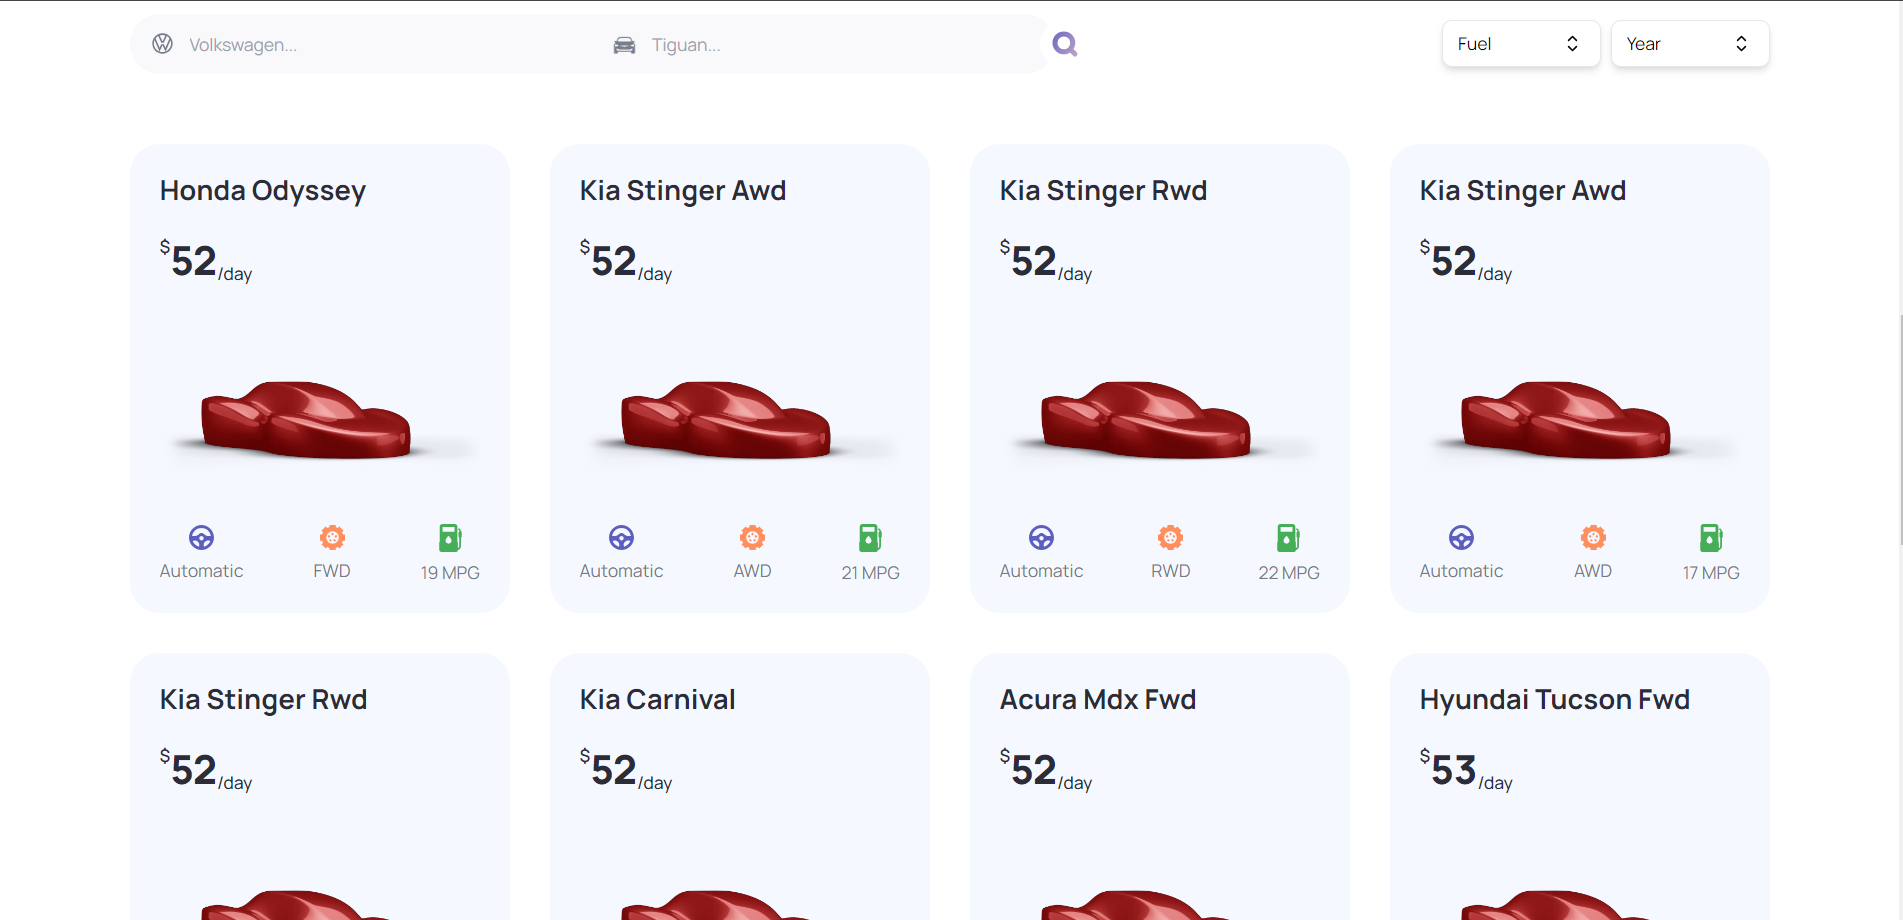 Volkswagen... Tiguan... Fuel Year
Honda Odyssey
$52/day
Automatic FWD 19 MPG
Kia Stinger Awd
$52/day
Automatic AWD 21 MPG
Kia Stinger Rwd
$52/day
Automatic RWD 22 MPG
Kia Stinger Awd
$52/day
Automatic AWD 17 MPG
Kia Stinger Rwd
$52/day
Kia Carnival
$52/day
Acura Mdx Fwd
$52/day
Hyundai Tucson Fwd
$53/day